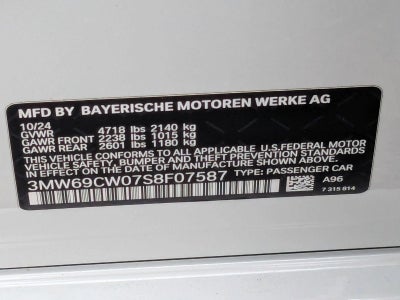 MFD BY BAYERISCHE MOTOREN WERKE AG
10/24
GVWR 4718 lbs 2140 kg
GAWR FRONT 2238 lbs 1015 kg
GAWR REAR 2601 lbs 1180 kg
THIS VEHICLE CONFORMS TO ALL APPLICABLE U.S.FEDERAL MOTOR
VEHICLE SAFETY, BUMPER, AND THEFT PREVENTION STANDARDS
IN EFFECT ON THE DATE OF MANUFACTURE SHOWN ABOVE.
3MW69CW07S8F07587 TYPE: PASSENGER CAR
A96
7 315 814